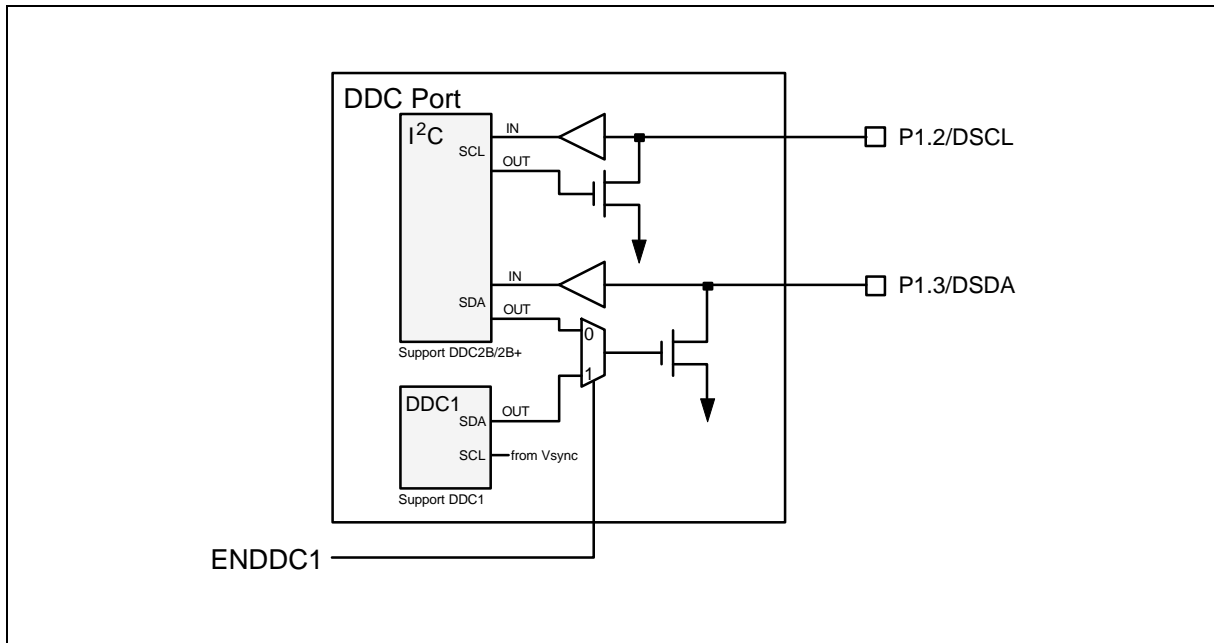 DDC Port
I²C
IN
SCL
OUT
P1.2/DSCL
IN
SDA
OUT
P1.3/DSDA
0
1
Support DDC2B/2B+
DDC1
OUT
SDA
SCL
from Vsync
Support DDC1
ENDDC1